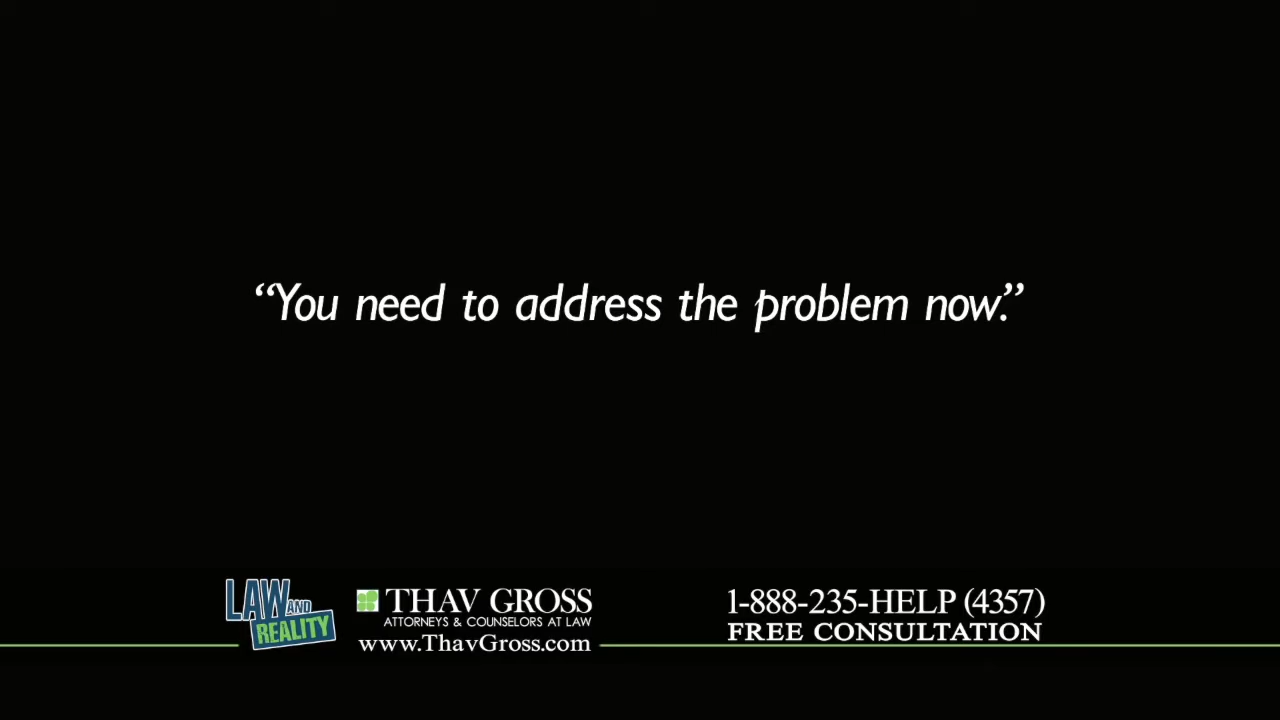 “You need to address the problem now.”
LAW AND REALITY
THAV GROSS
ATTORNEYS & COUNSELORS AT LAW
www.ThavGross.com
1-888-235-HELP (4357)
FREE CONSULTATION